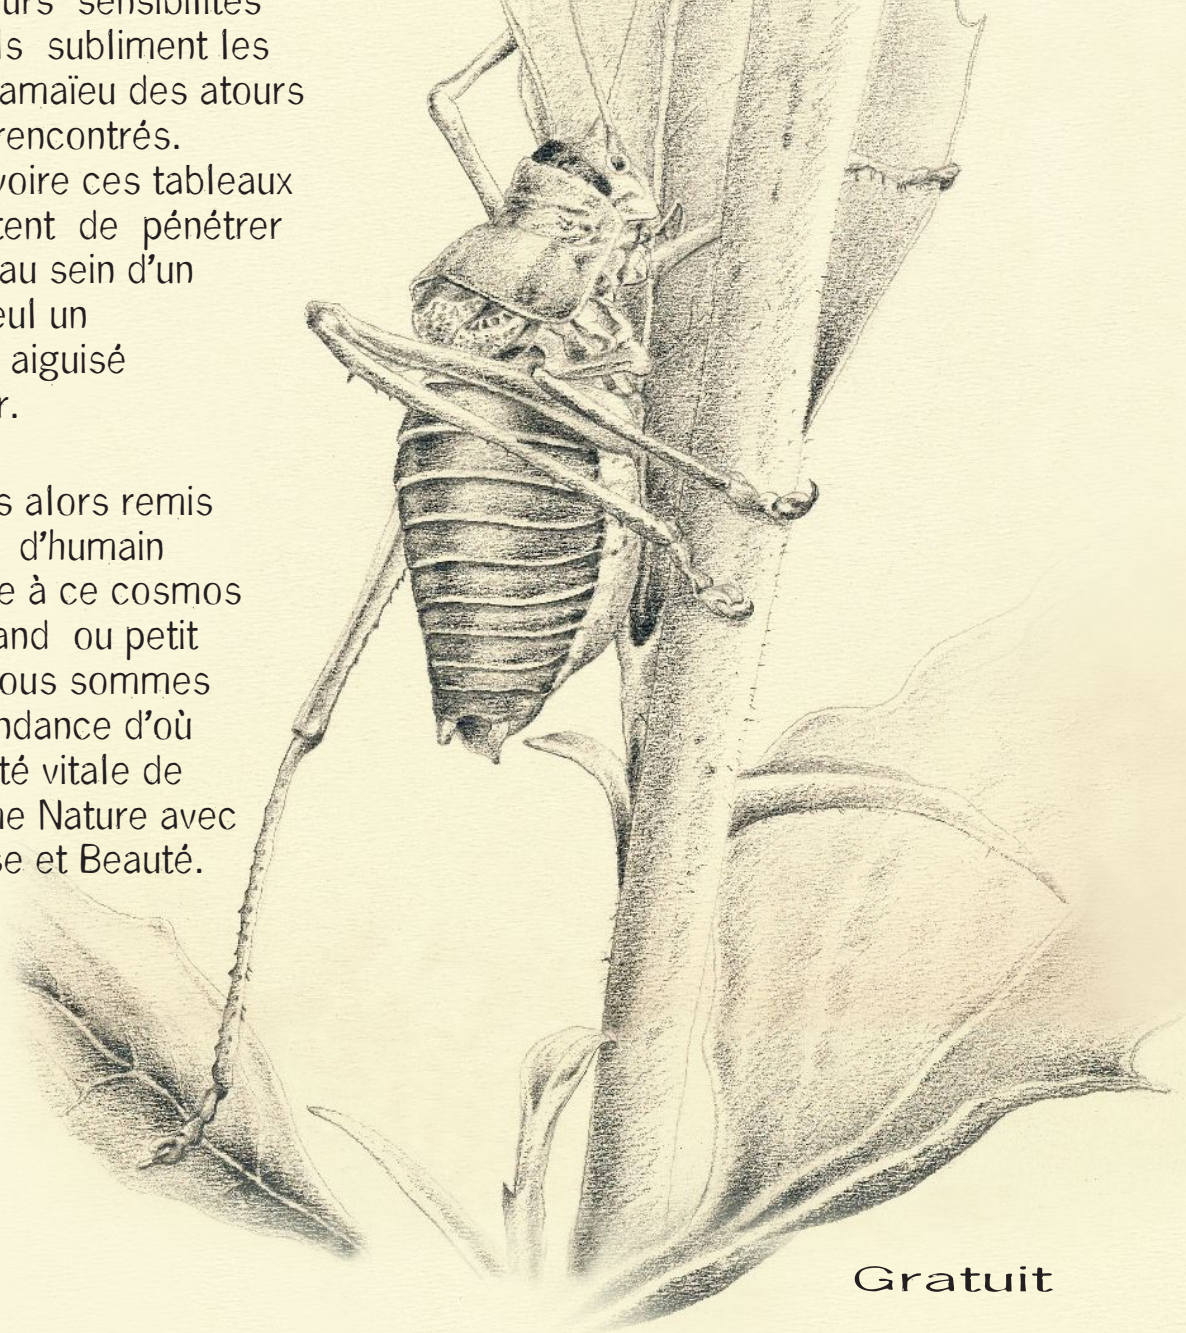 urs sensibilités
ls subliment les
amaïeu des atours
rencontrés.
voire ces tableaux
tent de pénétrer
au sein d'un
eul un
aiguisé
r.
s alors remis
d'humain
e à ce cosmos
and ou petit
ous sommes
ndance d'où
té vitale de
ne Nature avec
se et Beauté.
Gratuit